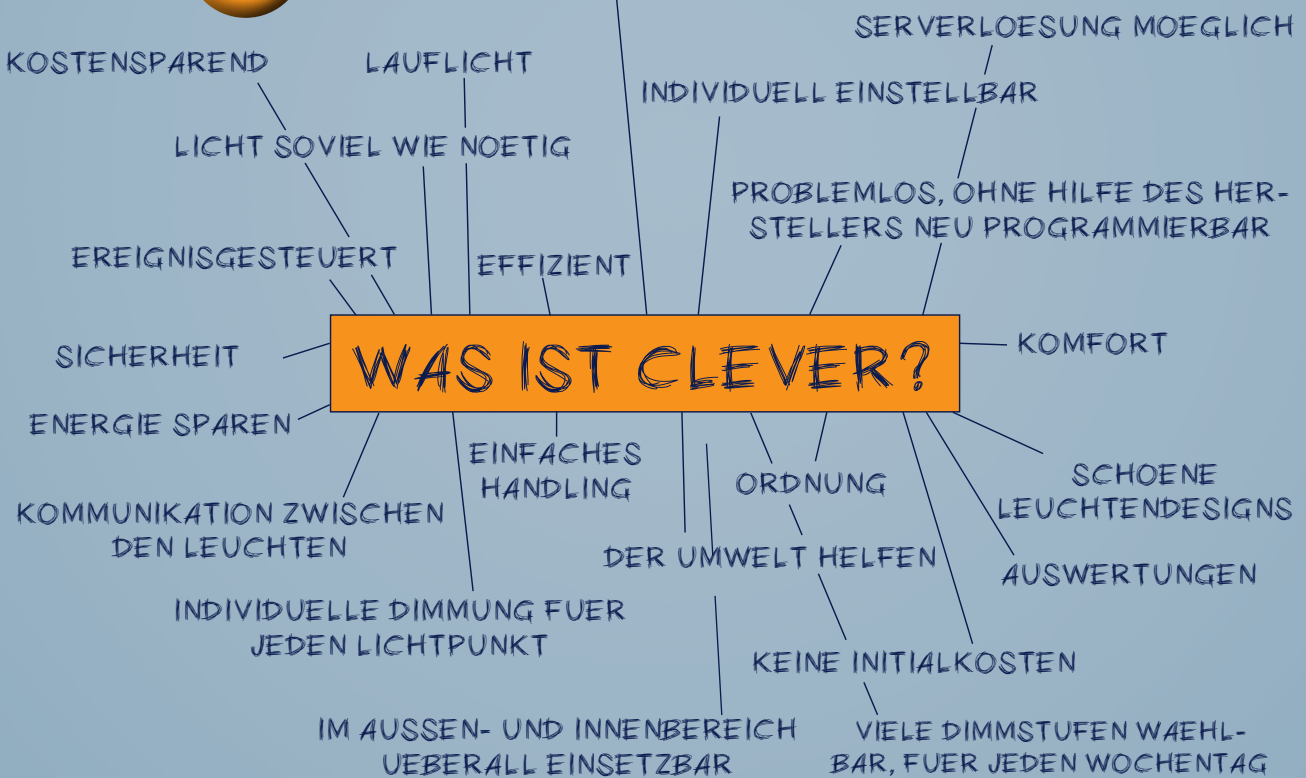 SERVERLOESUNG MOEGLICH
KOSTENSPAREND
LAUFLICHT
INDIVIDUELL EINSTELLBAR
LICHT SOVIEL WIE NOETIG
PROBLEMLOS, OHNE HILFE DES HER-
STELLERS NEU PROGRAMMIERBAR
EREIGNISGESTEUERT
EFFIZIENT
SICHERHEIT
WAS IST CLEVER?
KOMFORT
ENERGIE SPAREN
EINFACHES
HANDLING
ORDNUNG
SCHOENE
LEUCHTENDESIGNS
KOMMUNIKATION ZWISCHEN
DEN LEUCHTEN
DER UMWELT HELFEN
AUSWERTUNGEN
INDIVIDUELLE DIMMUNG FUER
JEDEN LICHTPUNKT
KEINE INITIALKOSTEN
IM AUSSEN- UND INNENBEREICH
UEBERALL EINSETZBAR
VIELE DIMMSTUFEN WAEHL-
BAR, FUER JEDEN WOCHENTAG